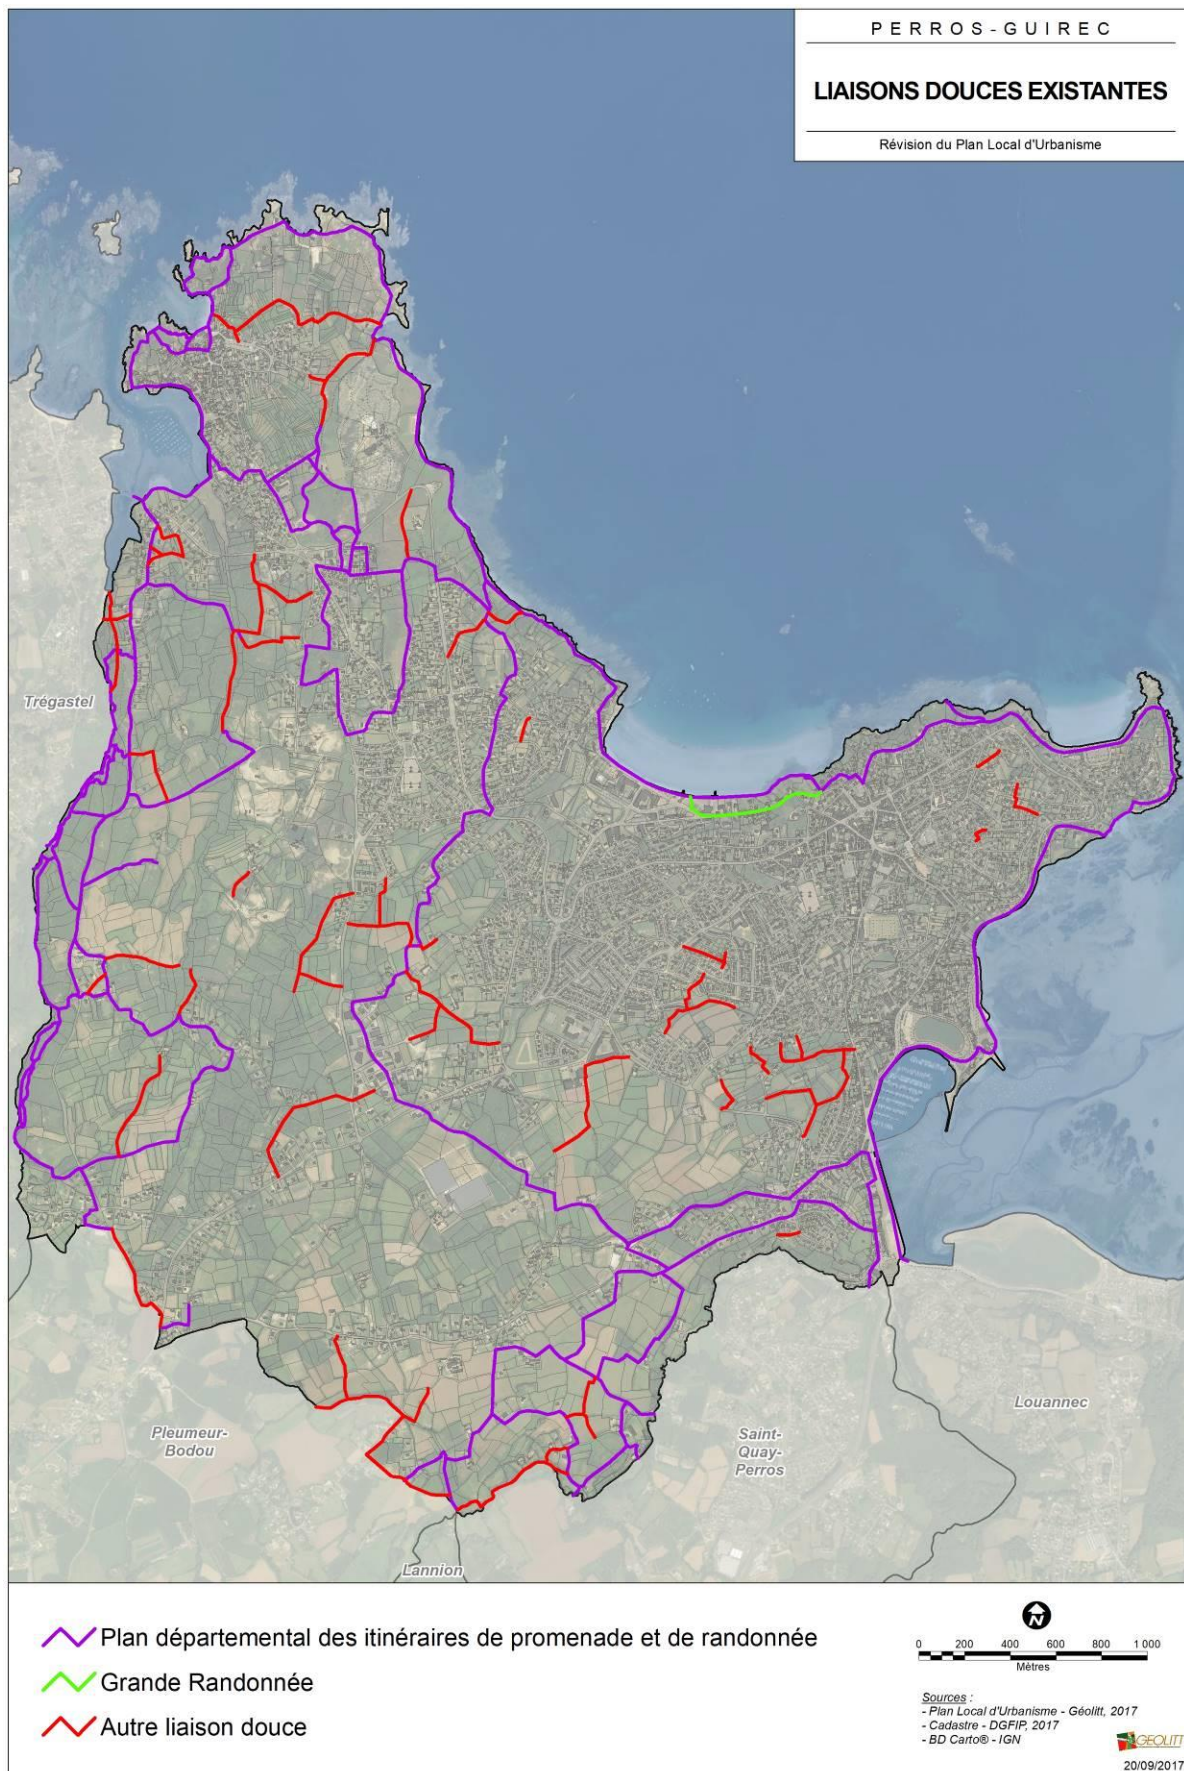 PERROS-GUIREC
LIAISONS DOUCES EXISTANTES
Révision du Plan Local d'Urbanisme
Trégastel
Pleumeur-
Bodou
Saint-
Quay-
Perros
Louannec
Lannion
Plan départemental des itinéraires de promenade et de randonnée
Grande Randonnée
Autre liaison douce
N
0 200 400 600 800 1 000
Mètres
Sources :
- Plan Local d'Urbanisme - Géolitt, 2017
- Cadastre - DGFIP, 2017
- BD Carto® - IGN
GEOLITT
20/09/2017